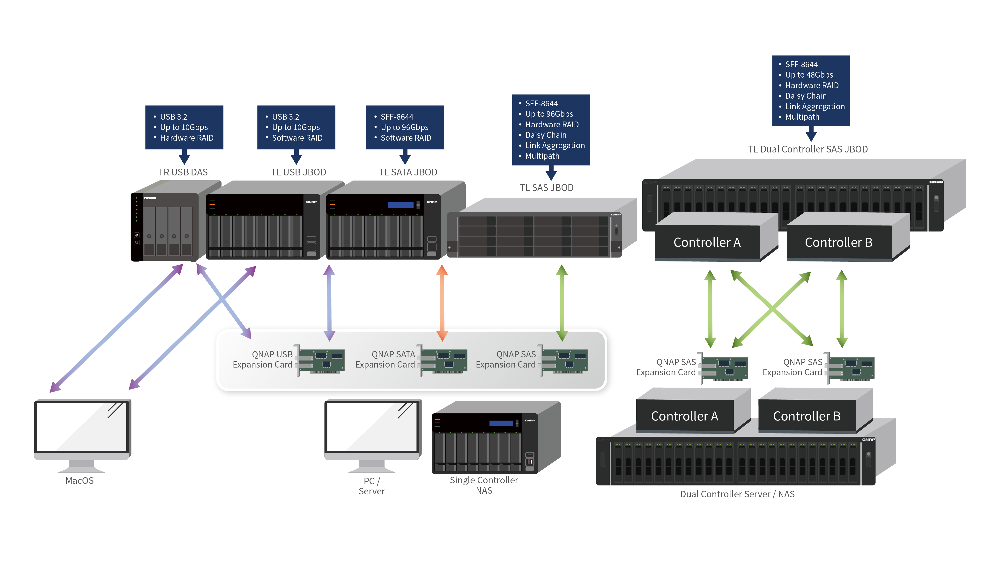 • SFF-8644
• Up to 48Gbps
• Hardware RAID
• Daisy Chain
• Link Aggregation
• Multipath
TL Dual Controller SAS JBOD
• SFF-8644
• Up to 96Gbps
• Hardware RAID
• Daisy Chain
• Link Aggregation
• Multipath
TL SAS JBOD
• USB 3.2
• Up to 10Gbps
• Hardware RAID
TR USB DAS
• USB 3.2
• Up to 10Gbps
• Software RAID
TL USB JBOD
• SFF-8644
• Up to 96Gbps
• Software RAID
TL SATA JBOD
QNAP
QNAP
QNAP
QNAP
QNAP
Controller A
Controller B
QNAP USB
Expansion Card
QNAP SATA
Expansion Card
QNAP SAS
Expansion Card
QNAP SAS
Expansion Card
QNAP SAS
Expansion Card
Controller A
Controller B
QNAP
QNAP
MacOS
PC /
Server
Single Controller
NAS
Dual Controller Server / NAS